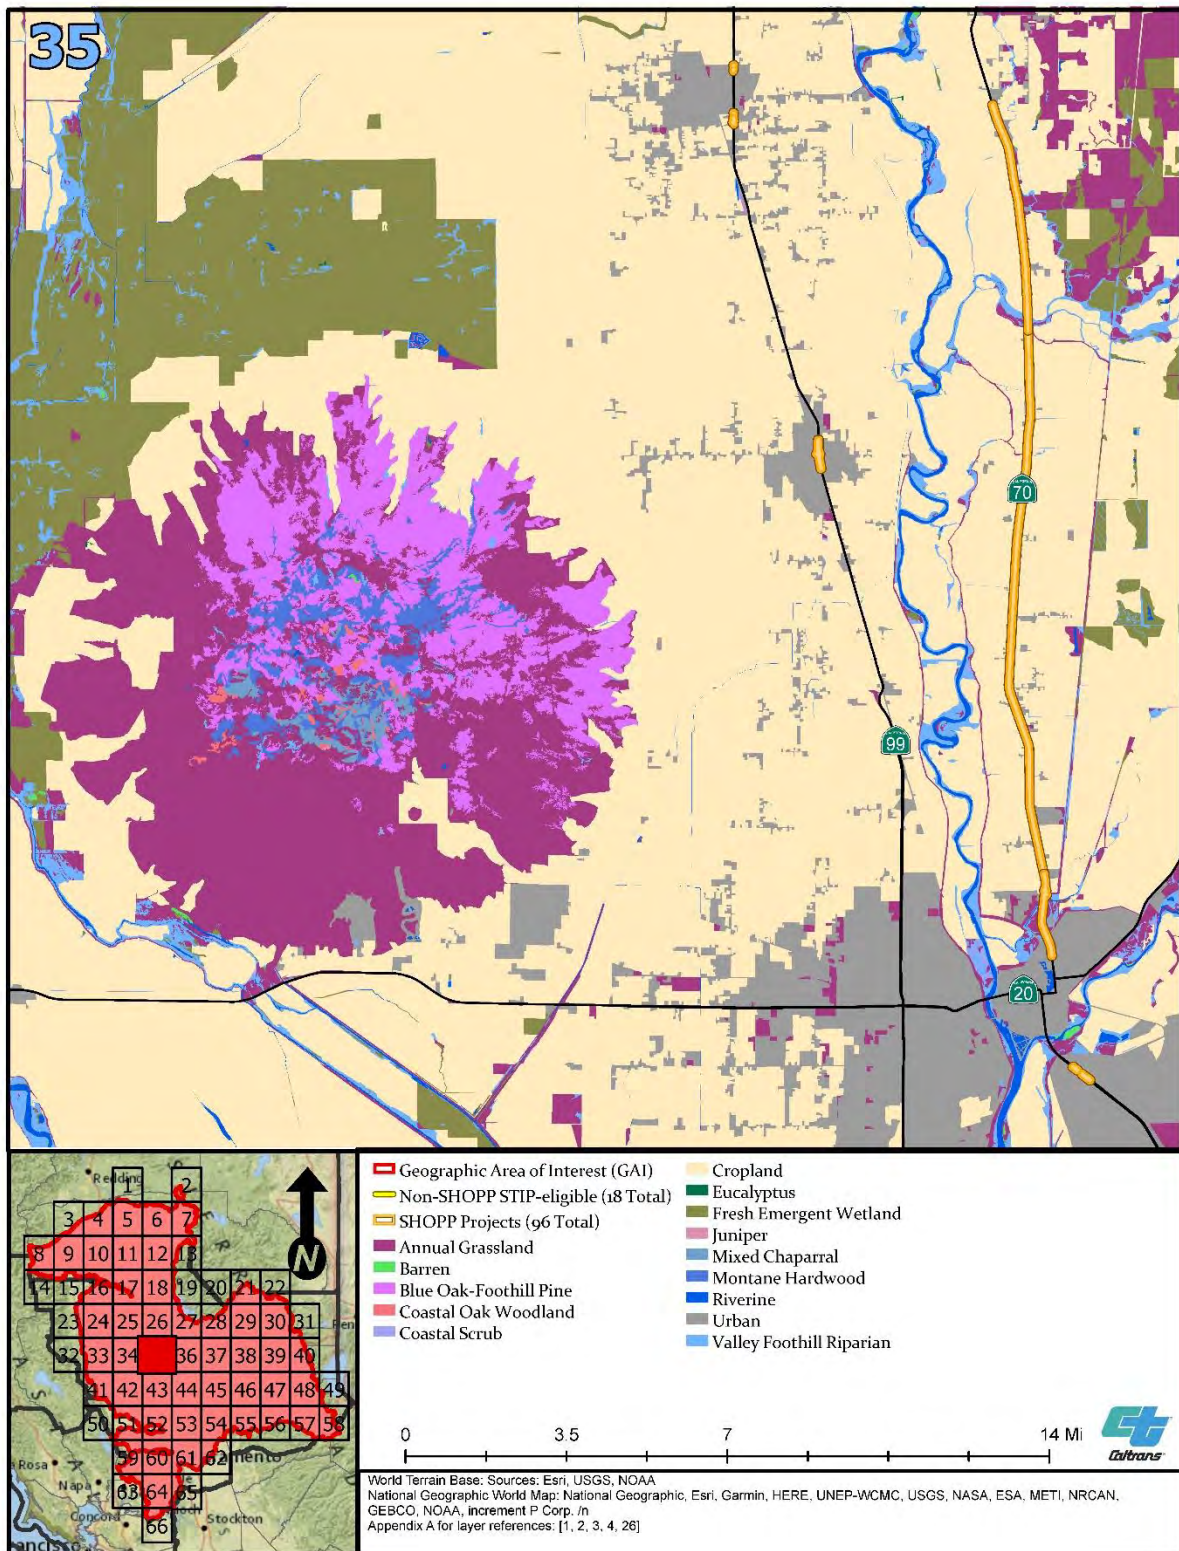 35
70
99
20
Geographic Area of Interest (GAI)
Non-SHOPP STIP-eligible (18 Total)
SHOPP Projects (96 Total)
Annual Grassland
Barren
Blue Oak-Foothill Pine
Coastal Oak Woodland
Coastal Scrub
Cropland
Eucalyptus
Fresh Emergent Wetland
Juniper
Mixed Chaparral
Montane Hardwood
Riverine
Urban
Valley Foothill Riparian
0 3.5 7 14 Mi
Caltrans
World Terrain Base: Sources: Esri, USGS, NOAA
National Geographic World Map: National Geographic, Esri, Garmin, HERE, UNEP-WCMC, USGS, NASA, ESA, METI, NRCAN,
GEBCO, NOAA, increment P Corp. /n
Appendix A for layer references: [1, 2, 3, 4, 26]
Redding
1 2
3 4 5 6 7
8 9 10 11 12 13
14 15 16 17 18 19 20 21 22
23 24 25 26 27 28 29 30 31
32 33 34 36 37 38 39 40
41 42 43 44 45 46 47 48 49
50 51 52 53 54 55 56 57 58
59 60 61 62 amento
a Rosa
Napa 63 64 65
Concord 66 Stockton
ancisco
N